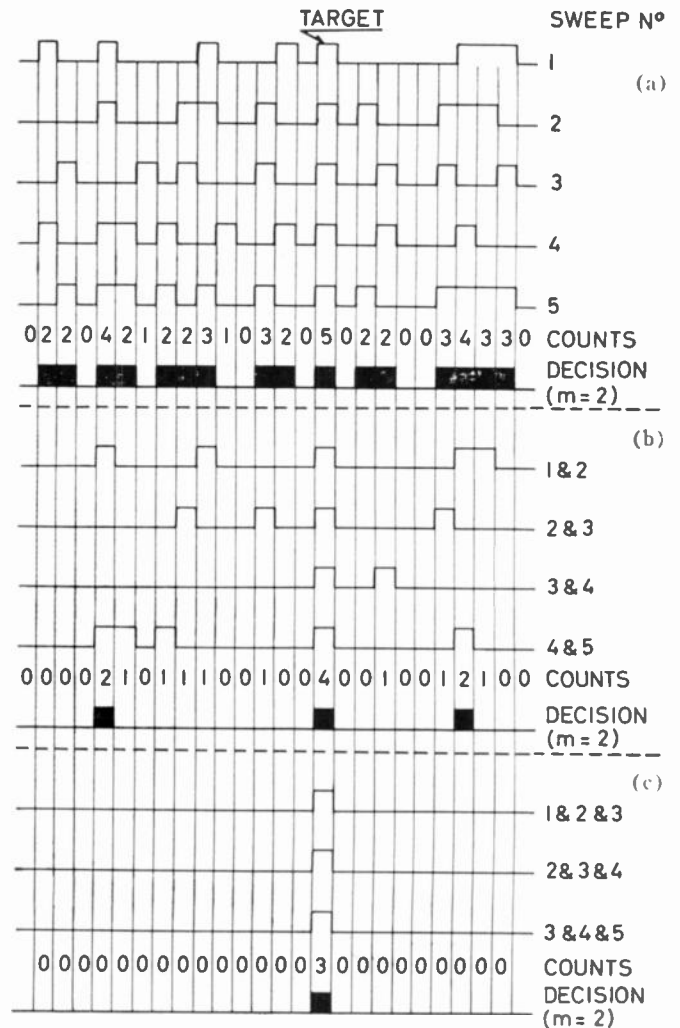 TARGET SWEEP Nº
1
(a)
2
3
4
5
0 2 2 0 4 2 1 2 2 3 1 0 3 2 0 5 0 2 2 0 0 3 4 3 3 0 COUNTS
DECISION
(m = 2)
(b)
1 & 2
2 & 3
3 & 4
4 & 5
0 0 0 0 2 1 0 1 1 1 0 0 1 0 0 4 0 0 1 0 0 1 2 1 0 0 COUNTS
DECISION
(m = 2)
(c)
1 & 2 & 3
2 & 3 & 4
3 & 4 & 5
0 0 0 0 0 0 0 0 0 0 0 0 0 0 3 0 0 0 0 0 0 0 0 0 COUNTS
DECISION
(m = 2)